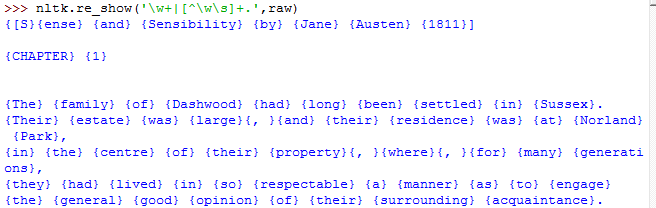 >>> nltk.re_show('\w+|[^\w\s]+.',raw)
{[S}{ense} {and} {Sensibility} {by} {Jane} {Austen} {1811}]
{CHAPTER} {1}
{The} {family} {of} {Dashwood} {had} {long} {been} {settled} {in} {Sussex}.
{Their} {estate} {was} {large}{, }{and} {their} {residence} {was} {at} {Norland}
{Park},
{in} {the} {centre} {of} {their} {property}{, }{where}{, }{for} {many} {generati
ons},
{they} {had} {lived} {in} {so} {respectable} {a} {manner} {as} {to} {engage}
{the} {general} {good} {opinion} {of} {their} {surrounding} {acquaintance}.